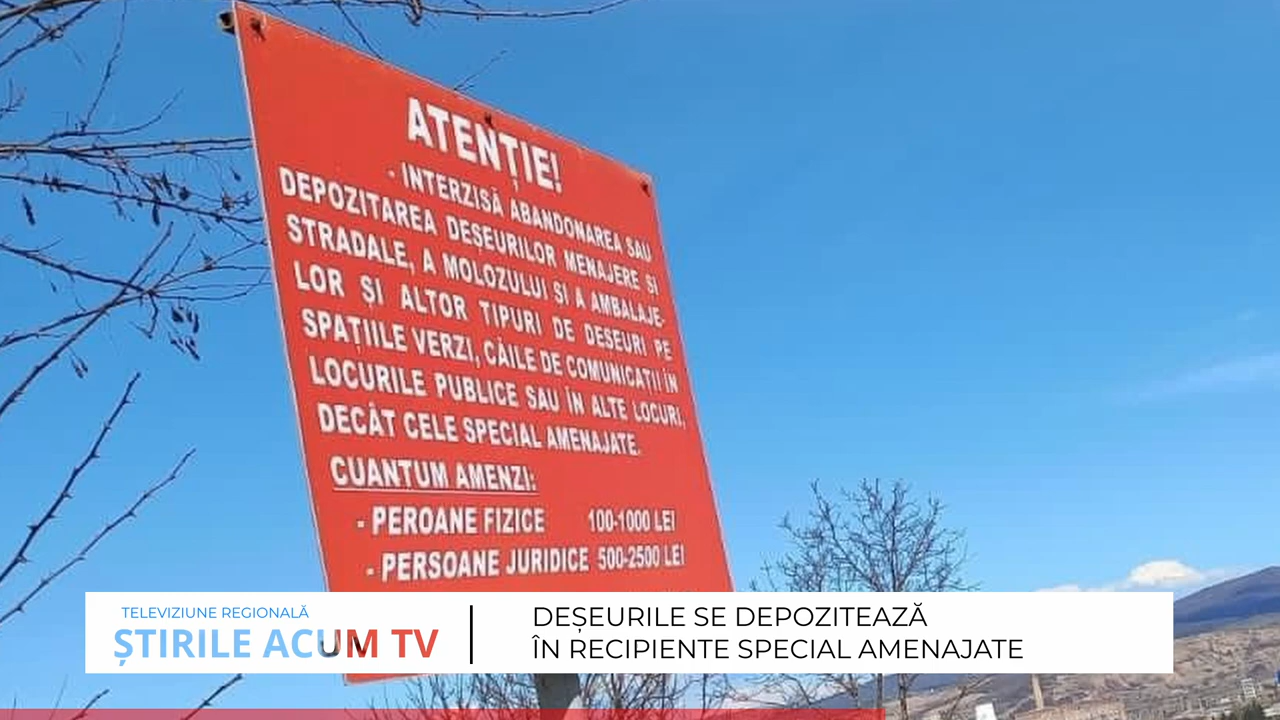 ATENȚIE!
- INTERZISĂ ABANDONAREA SAU
DEPOZITAREA DEȘEURILOR MENAJERE ȘI
STRADALE, A MOLOZULUI ȘI A AMBALAJE-
LOR ȘI ALTOR TIPURI DE DEȘEURI PE
SPAȚIILE VERZI, CĂILE DE COMUNICAȚII ÎN
LOCURILE PUBLICE SAU ÎN ALTE LOCURI,
DECÂT CELE SPECIAL AMENAJATE.
CUANTUM AMENZI:
- PEROANE FIZICE 100-1000 LEI
- PERSOANE JURIDICE 500-2500 LEI
TELEVIZIUNE REGIONALĂ
ȘTIRILE ACUM TV
DEȘEURILE SE DEPOZITEAZĂ
ÎN RECIPIENTE SPECIAL AMENAJATE